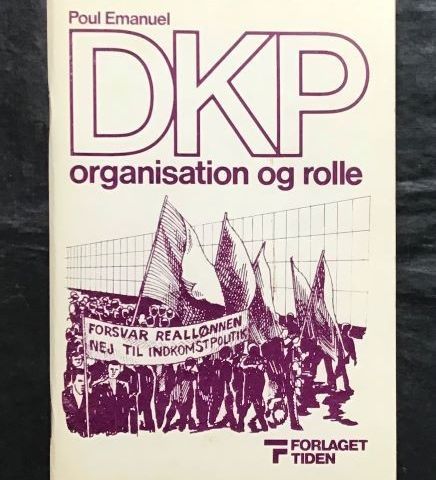 Poul Emanuel
DKP
organisation og rolle
FORSVAR REALLØNNEN
NEJ TIL INDKOMSTPOLITIK
FORLAGET
TIDEN